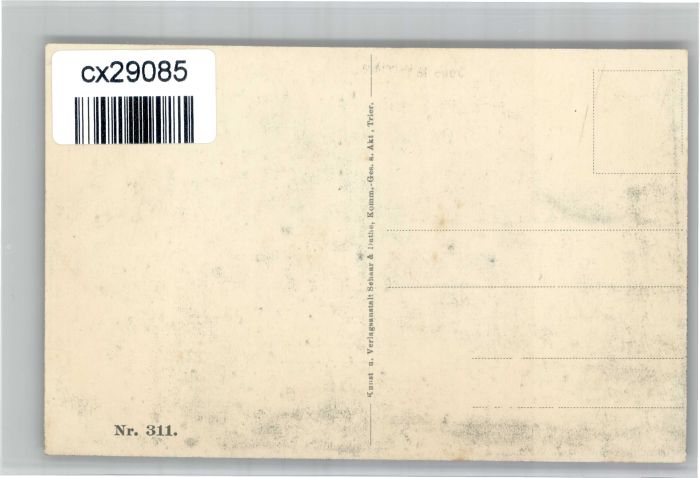 cx29085
Kunst u. Verlagsanstalt Schaar & Dathe, Komm.-Ges. a. Akt., Trier.
Nr. 311.